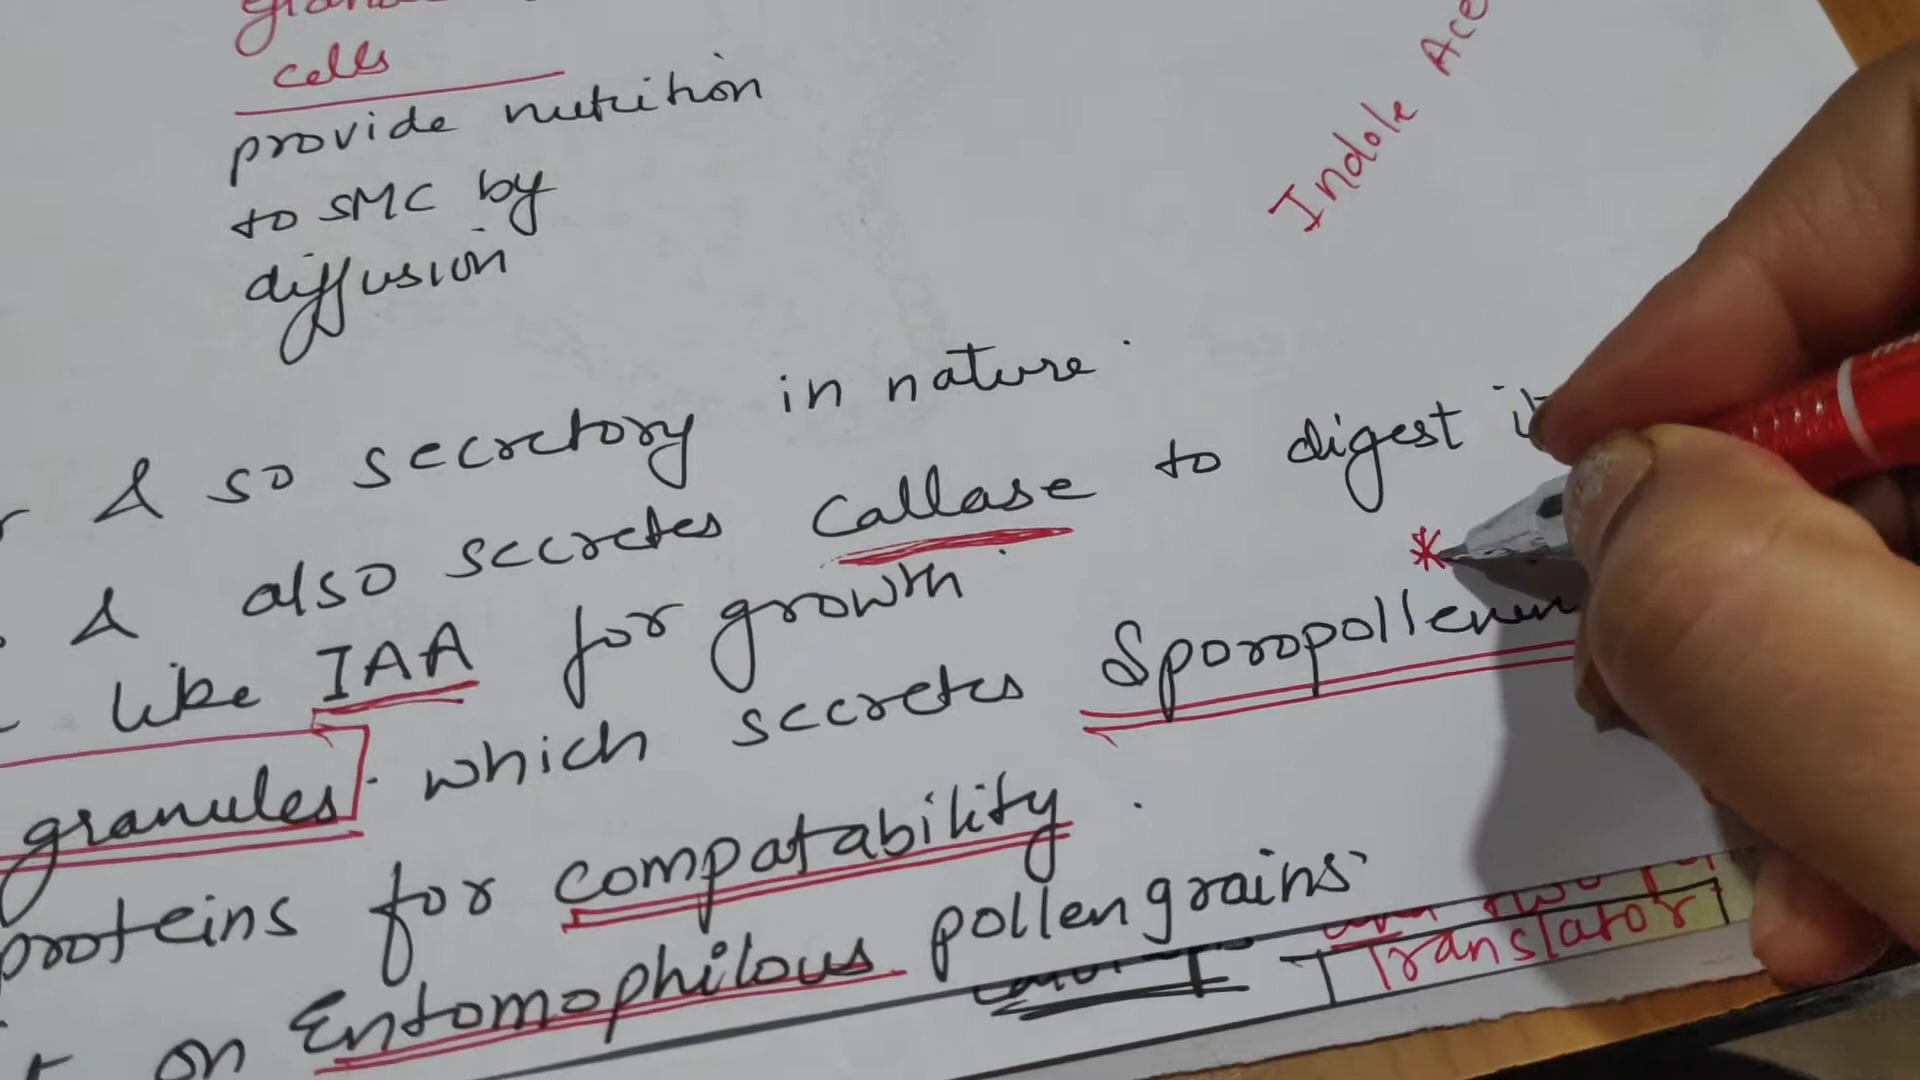 cells
provide nutrition
to SMC by
diffusion
Indole Ace
& so secretory in nature.
& also secretes Callase to digest
like IAA for growth.
granules. which secretes Sporopollenin
proteins for compatability.
on Entomophilous pollengrains.
Translator